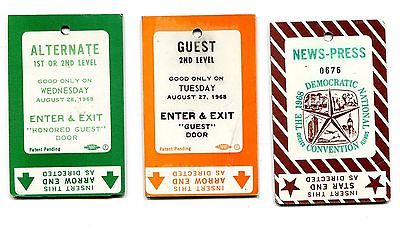 ALTERNATE
1ST OR 2ND LEVEL
GOOD ONLY ON
WEDNESDAY
AUGUST 28, 1968
ENTER & EXIT
"HONORED GUEST"
DOOR
Patent Pending
INSERT THIS
ARROW END
AS DIRECTED
GUEST
2ND LEVEL
GOOD ONLY ON
TUESDAY
AUGUST 27, 1968
ENTER & EXIT
"GUEST"
DOOR
Patent Pending
INSERT THIS
ARROW END
AS DIRECTED
NEWS-PRESS
0676
THE 1968 DEMOCRATIC NATIONAL CONVENTION
INSERT THIS
STAR END
AS DIRECTED